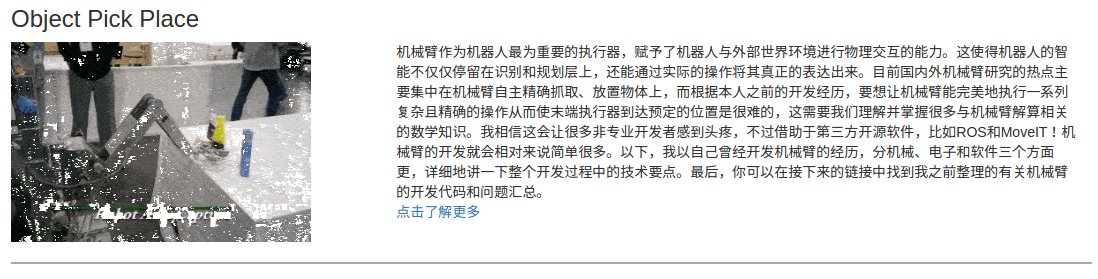 Object Pick Place
机械臂作为机器人最为重要的执行器，赋予了机器人与外部世界环境进行物理交互的能力。这使得机器人的智
能不仅仅停留在识别和规划层上，还能通过实际的操作将其真正的表达出来。目前国内外机械臂研究的热点主
要集中在机械臂自主精确抓取、放置物体上，而根据本人之前的开发经历，要想让机械臂能完美地执行一系列
复杂且精确的操作从而使末端执行器到达预定的位置是很难的，这需要我们理解并掌握很多与机械臂解算相关
的数学知识。我相信这会让很多非专业开发者感到头疼，不过借助于第三方开源软件，比如ROS和MoveIT！机
械臂的开发就会相对来说简单很多。以下，我以自己曾经开发机械臂的经历，分机械、电子和软件三个方面
更，详细地讲一下整个开发过程中的技术要点。最后，你可以在接下来的链接中找到我之前整理的有关机械臂
的开发代码和问题汇总。
点击了解更多